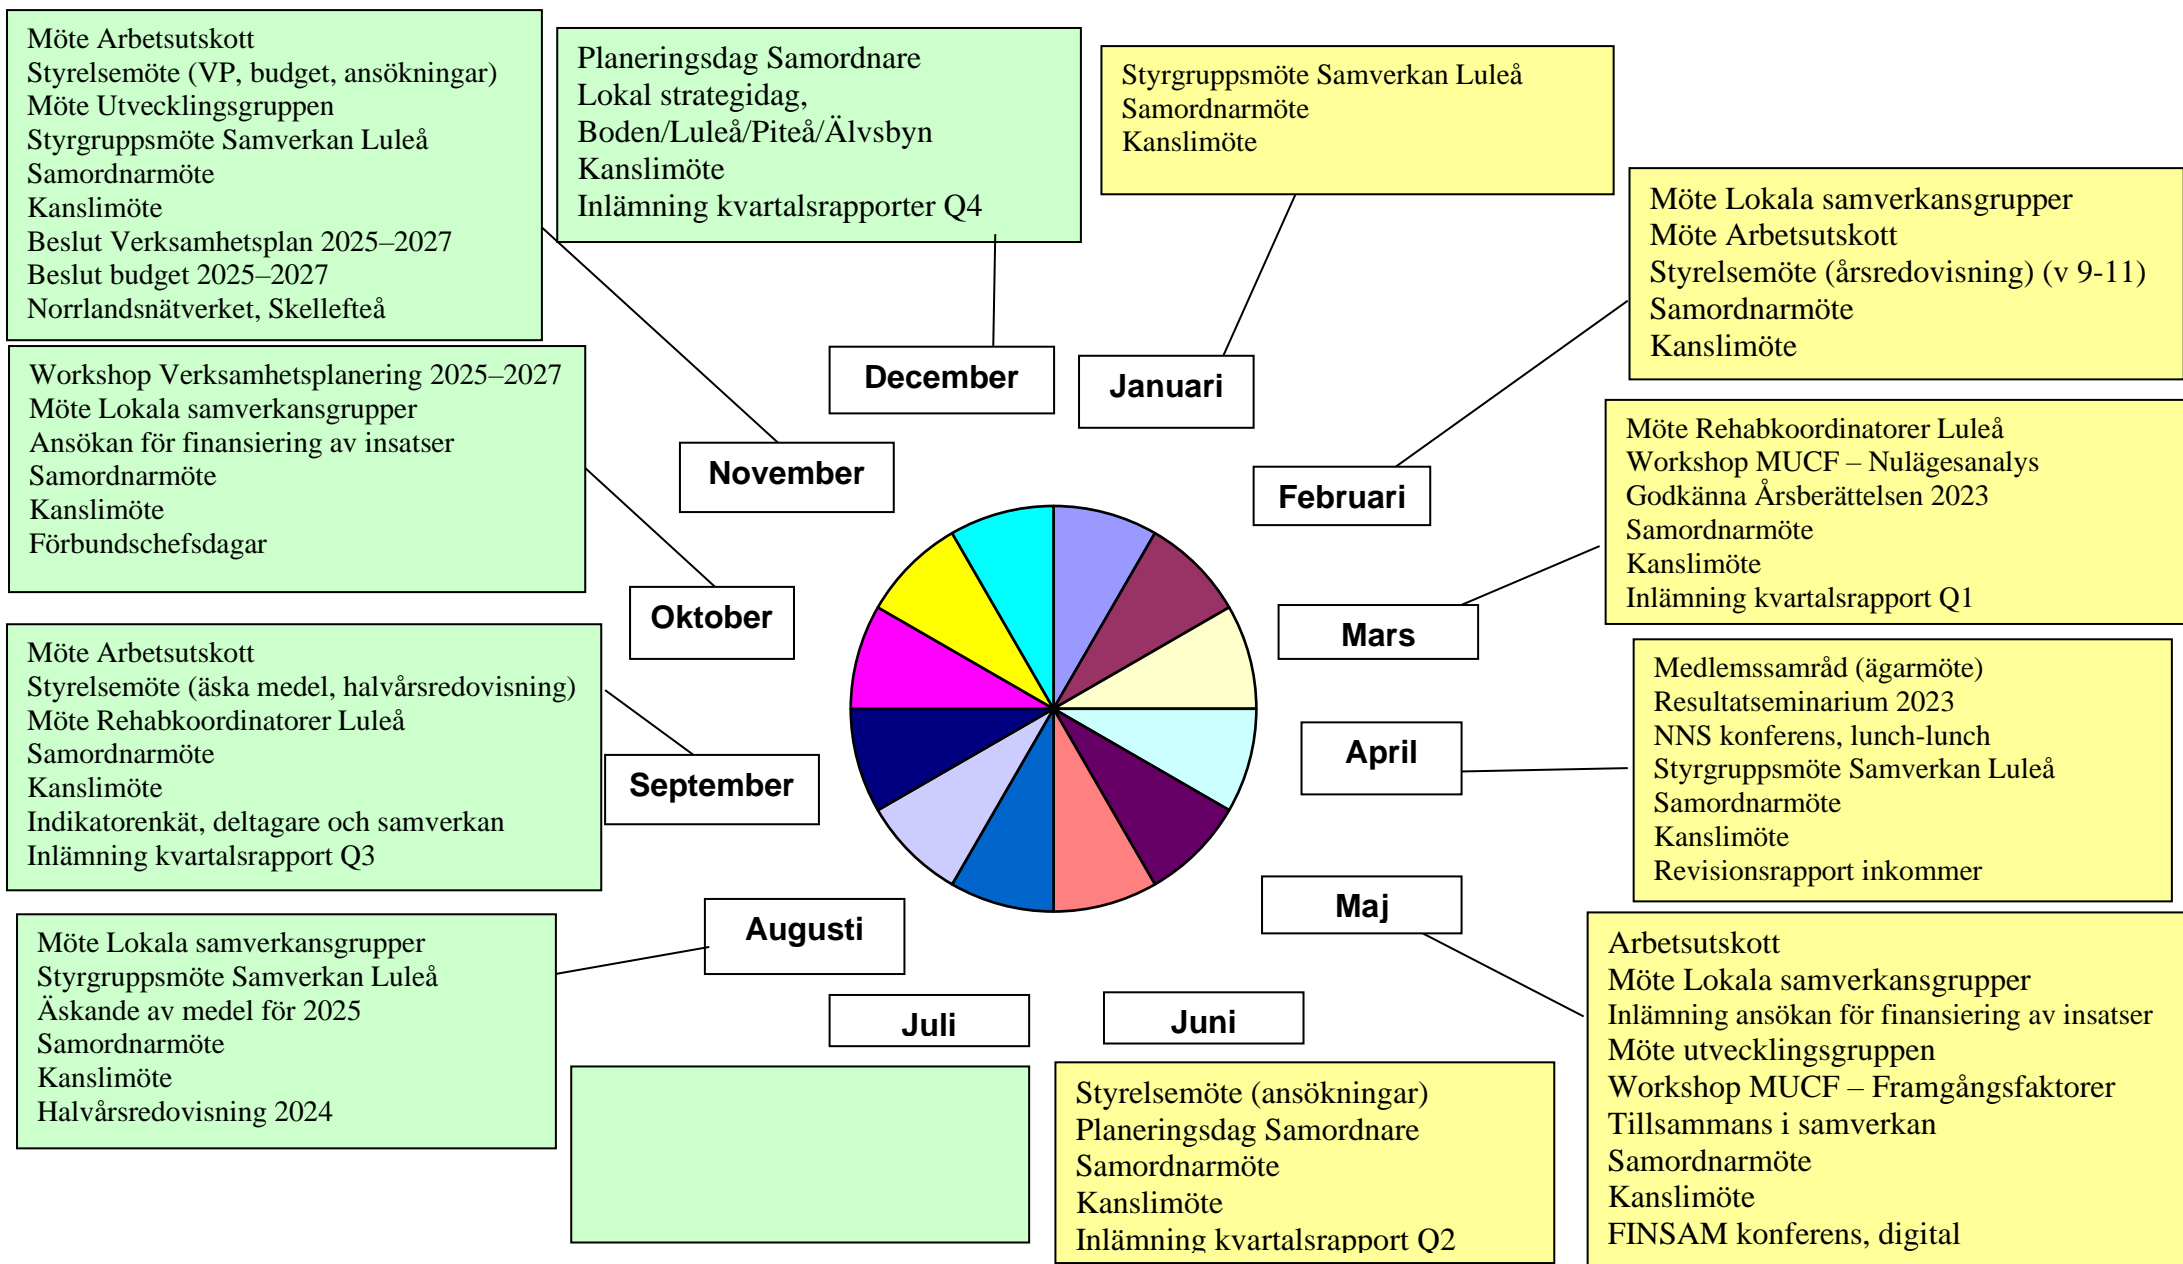 Möte Arbetsutskott
Styrelsemöte (VP, budget, ansökningar)
Möte Utvecklingsgruppen
Styrgruppsmöte Samverkan Luleå
Samordnarmöte
Kanslimöte
Beslut Verksamhetsplan 2025–2027
Beslut budget 2025–2027
Norrlandsnätverket, Skellefteå
Planeringsdag Samordnare
Lokal strategidag,
Boden/Luleå/Piteå/Älvsbyn
Kanslimöte
Inlämning kvartalsrapporter Q4
Styrgruppsmöte Samverkan Luleå
Samordnarmöte
Kanslimöte
Möte Lokala samverkansgrupper
Möte Arbetsutskott
Styrelsemöte (årsredovisning) (v 9-11)
Samordnarmöte
Kanslimöte
December
Januari
November
Februari
Workshop Verksamhetsplanering 2025–2027
Möte Lokala samverkansgrupper
Ansökan för finansiering av insatser
Samordnarmöte
Kanslimöte
Förbundschefsdagar
Möte Rehabkoordinatorer Luleå
Workshop MUCF – Nulägesanalys
Godkänna Årsberättelsen 2023
Samordnarmöte
Kanslimöte
Inlämning kvartalsrapport Q1
Oktober
Mars
Möte Arbetsutskott
Styrelsemöte (äska medel, halvårsredovisning)
Möte Rehabkoordinatorer Luleå
Samordnarmöte
Kanslimöte
Indikatorenkät, deltagare och samverkan
Inlämning kvartalsrapport Q3
September
April
Medlemssamråd (ägarmöte)
Resultatseminarium 2023
NNS konferens, lunch-lunch
Styrgruppsmöte Samverkan Luleå
Samordnarmöte
Kanslimöte
Revisionsrapport inkommer
Augusti
Maj
Möte Lokala samverkansgrupper
Styrgruppsmöte Samverkan Luleå
Äskande av medel för 2025
Samordnarmöte
Kanslimöte
Halvårsredovisning 2024
Juli
Juni
Styrelsemöte (ansökningar)
Planeringsdag Samordnare
Samordnarmöte
Kanslimöte
Inlämning kvartalsrapport Q2
Arbetsutskott
Möte Lokala samverkansgrupper
Inlämning ansökan för finansiering av insatser
Möte utvecklingsgruppen
Workshop MUCF – Framgångsfaktorer
Tillsammans i samverkan
Samordnarmöte
Kanslimöte
FINSAM konferens, digital